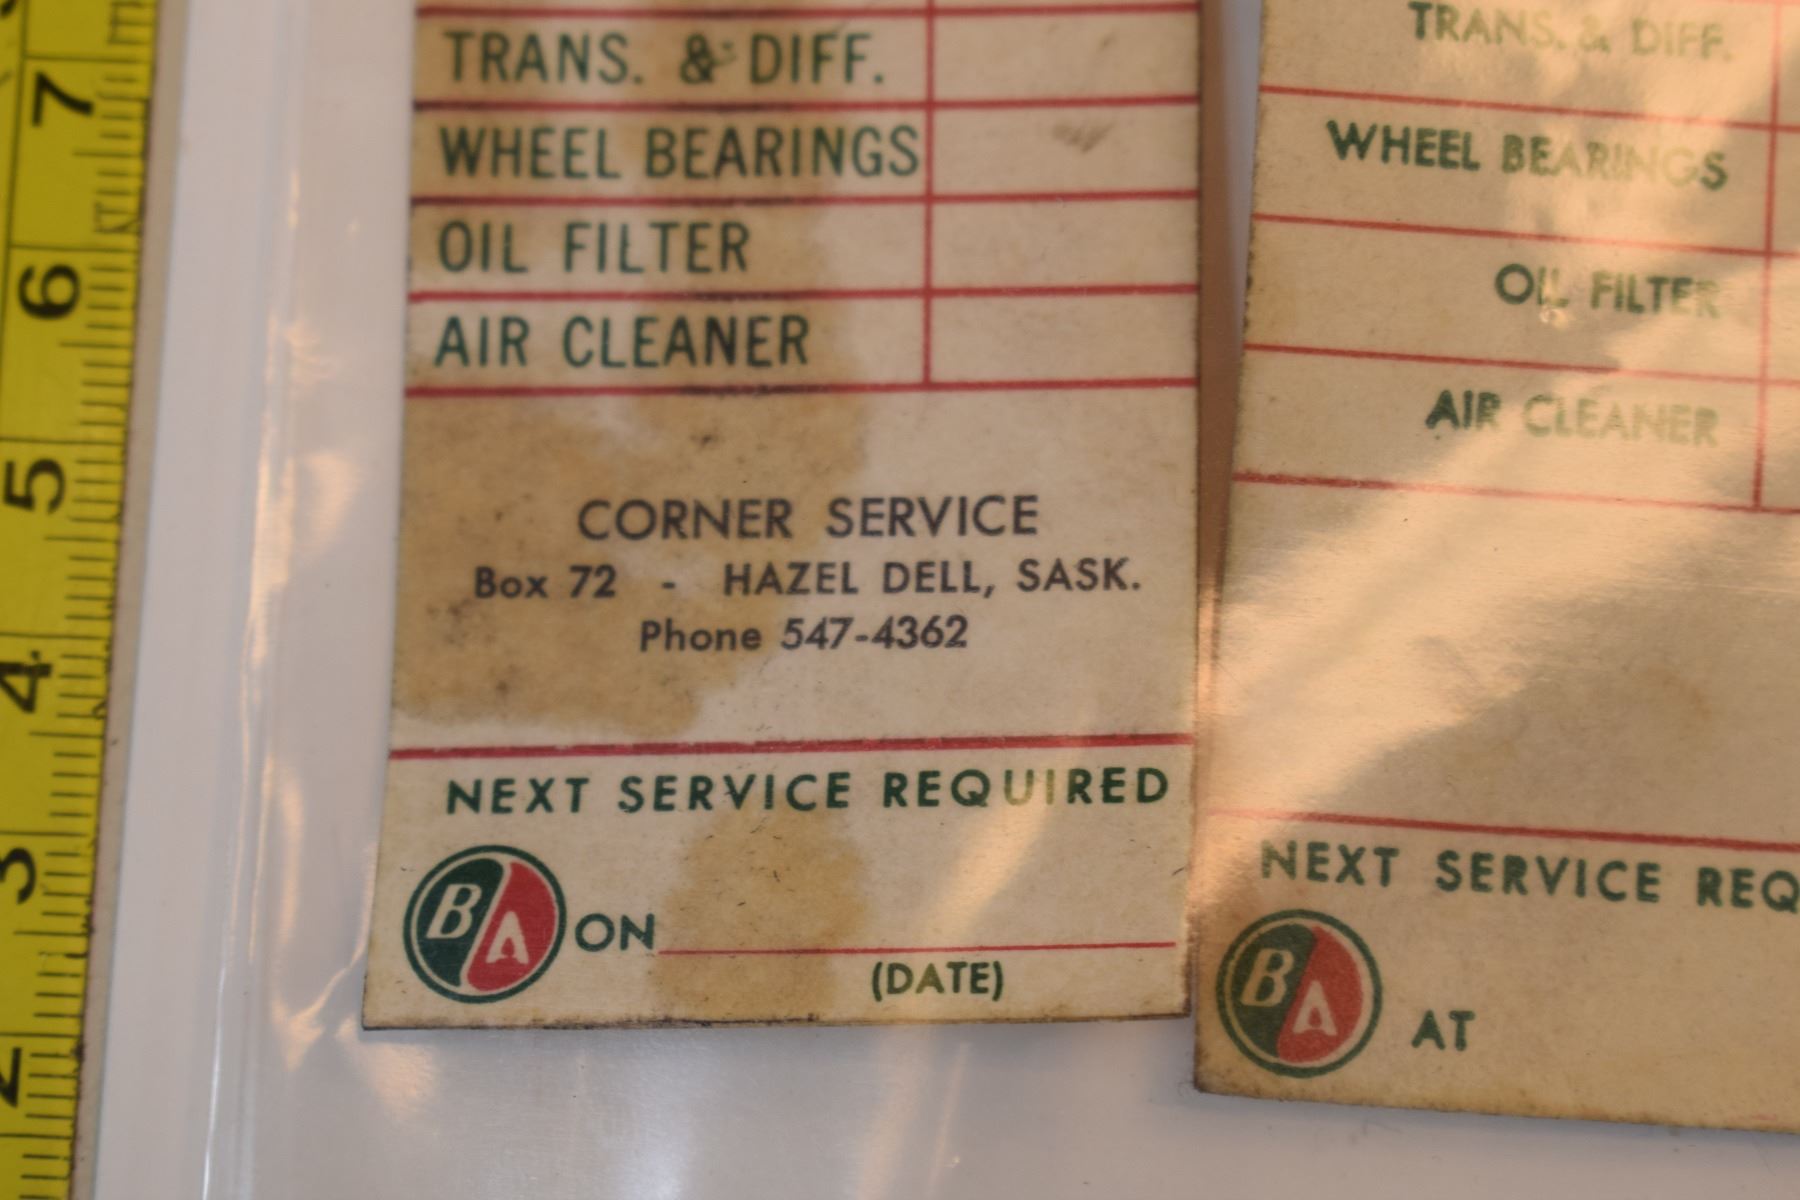 TRANS. & DIFF.
WHEEL BEARINGS
OIL FILTER
AIR CLEANER
CORNER SERVICE
Box 72 - HAZEL DELL, SASK.
Phone 547-4362
NEXT SERVICE REQUIRED
BA ON
(DATE)
TRANS. & DIFF.
WHEEL BEARINGS
OIL FILTER
AIR CLEANER
NEXT SERVICE REQ
BA AT
7
6
5
4
3
2